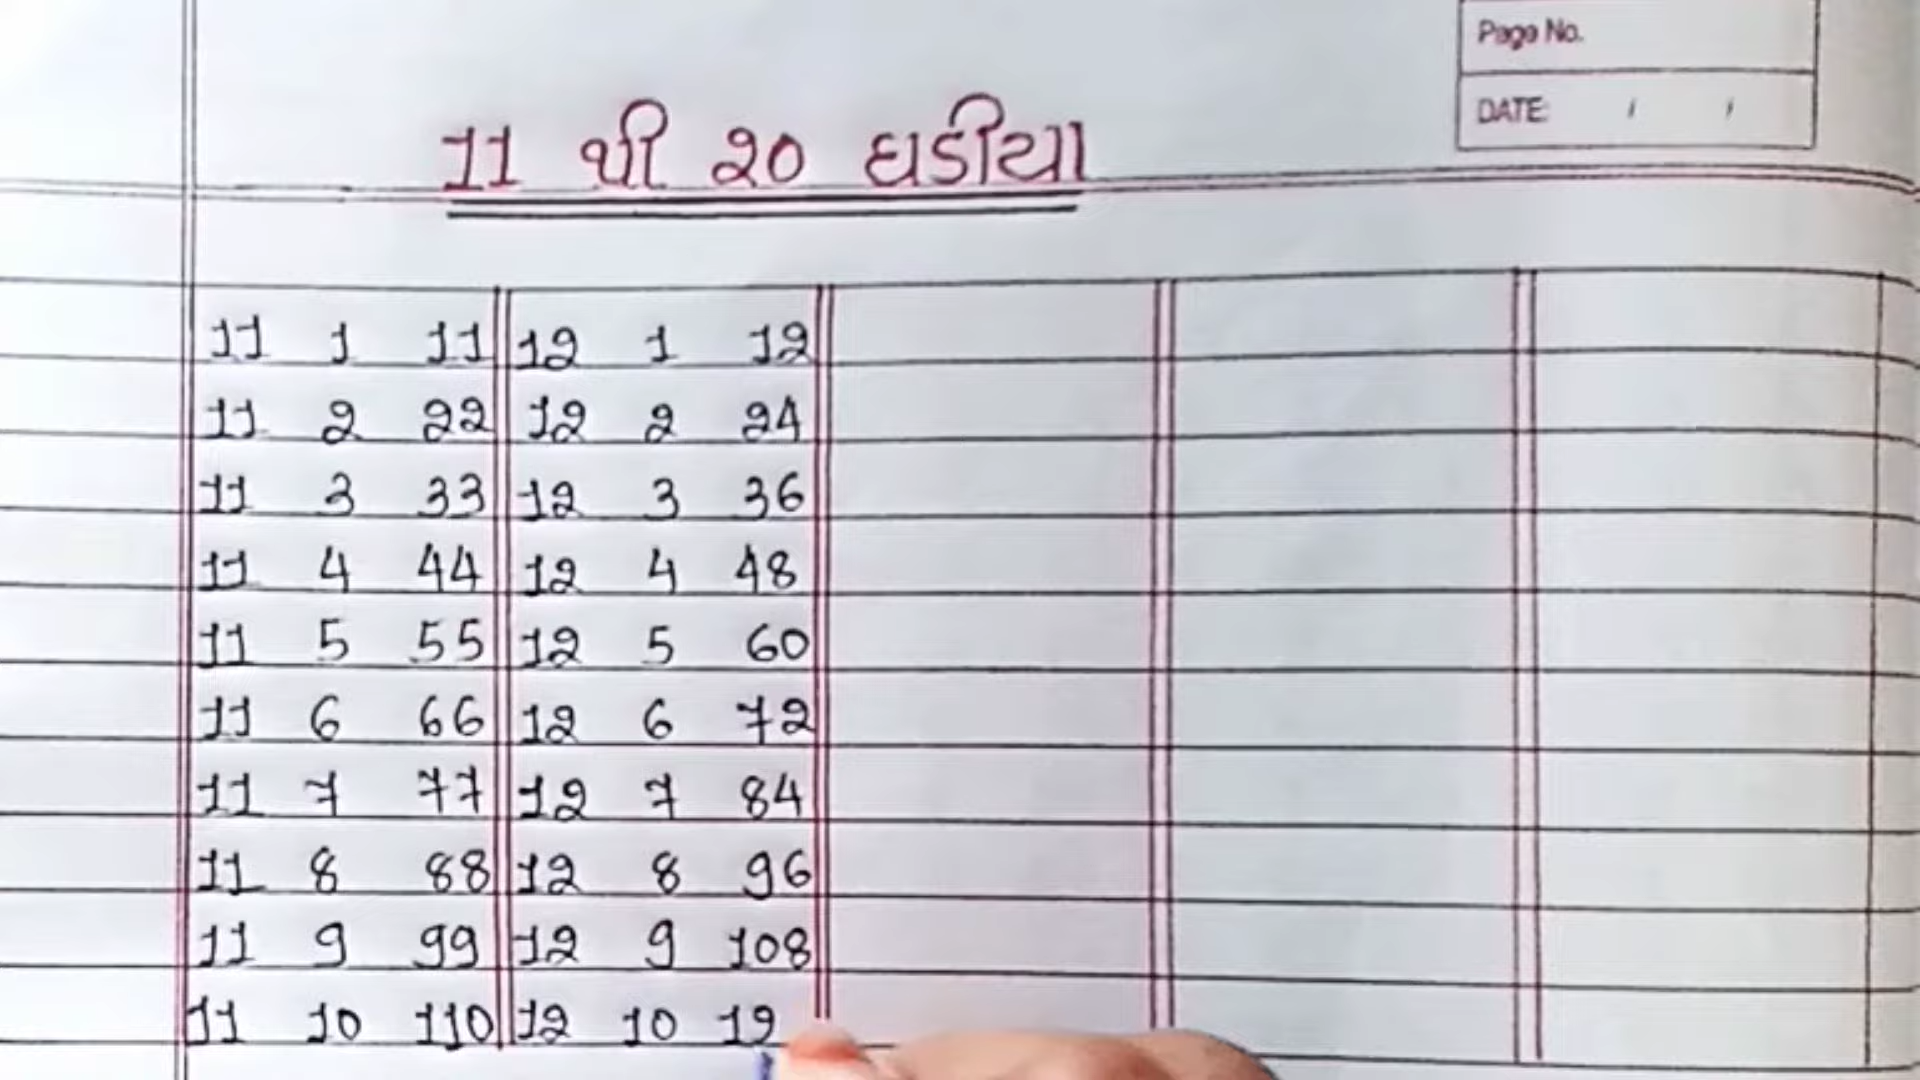 Page No.
DATE: / /
11 થી 20 ઘડીયા
11 1 11 12 1 12
11 2 22 12 2 24
11 3 33 12 3 36
11 4 44 12 4 48
11 5 55 12 5 60
11 6 66 12 6 72
11 7 77 12 7 84
11 8 88 12 8 96
11 9 99 12 9 108
11 10 110 12 10 12